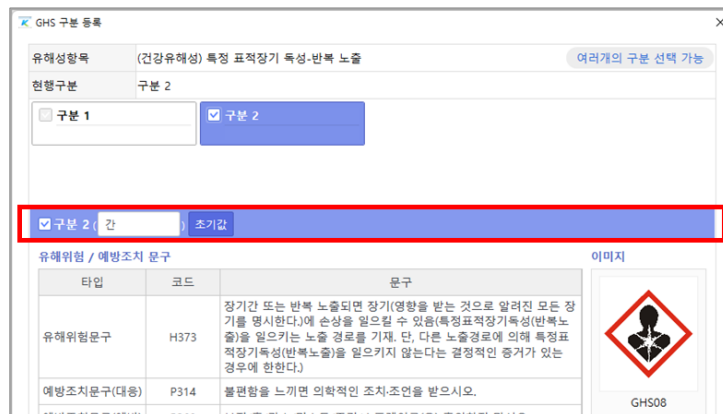 GHS 구분 등록
유해성항목 (건강유해성) 특정 표적장기 독성-반복 노출 여러개의 구분 선택 가능
현행구분 구분 2
구분 1 구분 2
구분 2 ( 간 ) 초기값
유해위험 / 예방조치 문구 이미지
타입 코드 문구
장기간 또는 반복 노출되면 장기(영향을 받는 것으로 알려진 모든 장
기를 명시한다.)에 손상을 일으킬 수 있음(특정표적장기독성(반복노
유해위험문구 H373 출)을 일으키는 노출 경로를 기재. 단, 다른 노출경로에 의해 특정표
적장기독성(반복노출)을 일으키지 않는다는 결정적인 증거가 있는
경우에 한한다.)
예방조치문구(대응) P314 불편함을 느끼면 의학적인 조치·조언을 받으시오.
GHS08